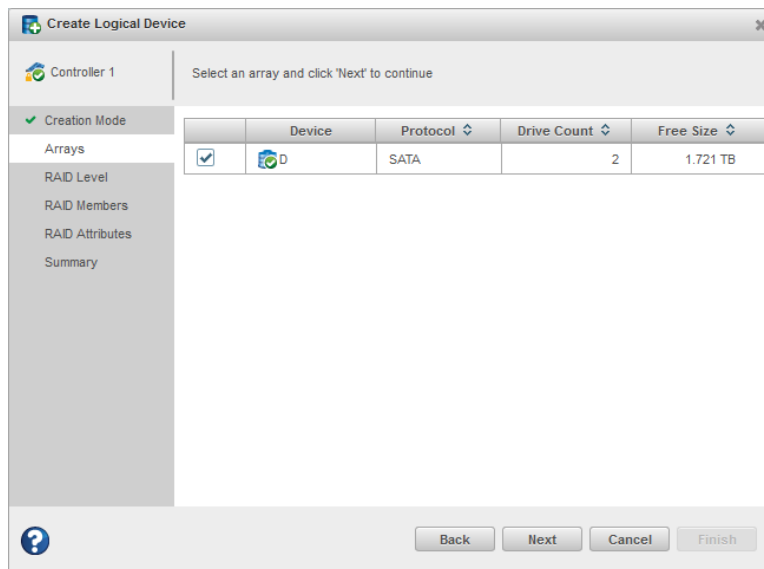 Create Logical Device
Controller 1
Select an array and click 'Next' to continue
Creation Mode
Arrays
RAID Level
RAID Members
RAID Attributes
Summary
Device Protocol Drive Count Free Size
D SATA 2 1.721 TB
Back Next Cancel Finish